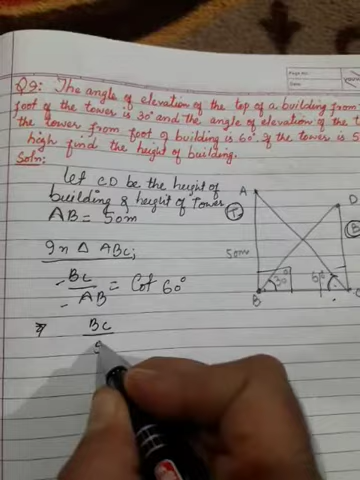 Q9: The angle of elevation of the top of a building from
foot of the tower is 30° and the angle of elevation of the t
the tower from foot of building is 60°. If the tower is 5
high find the height of building.
Soln:
let CD be the height of
building & height of Tower
AB = 50m
In △ ABC;
BC
AB
= Cot 60°
⇒ BC
A
D
T.
B
50m
30°
B